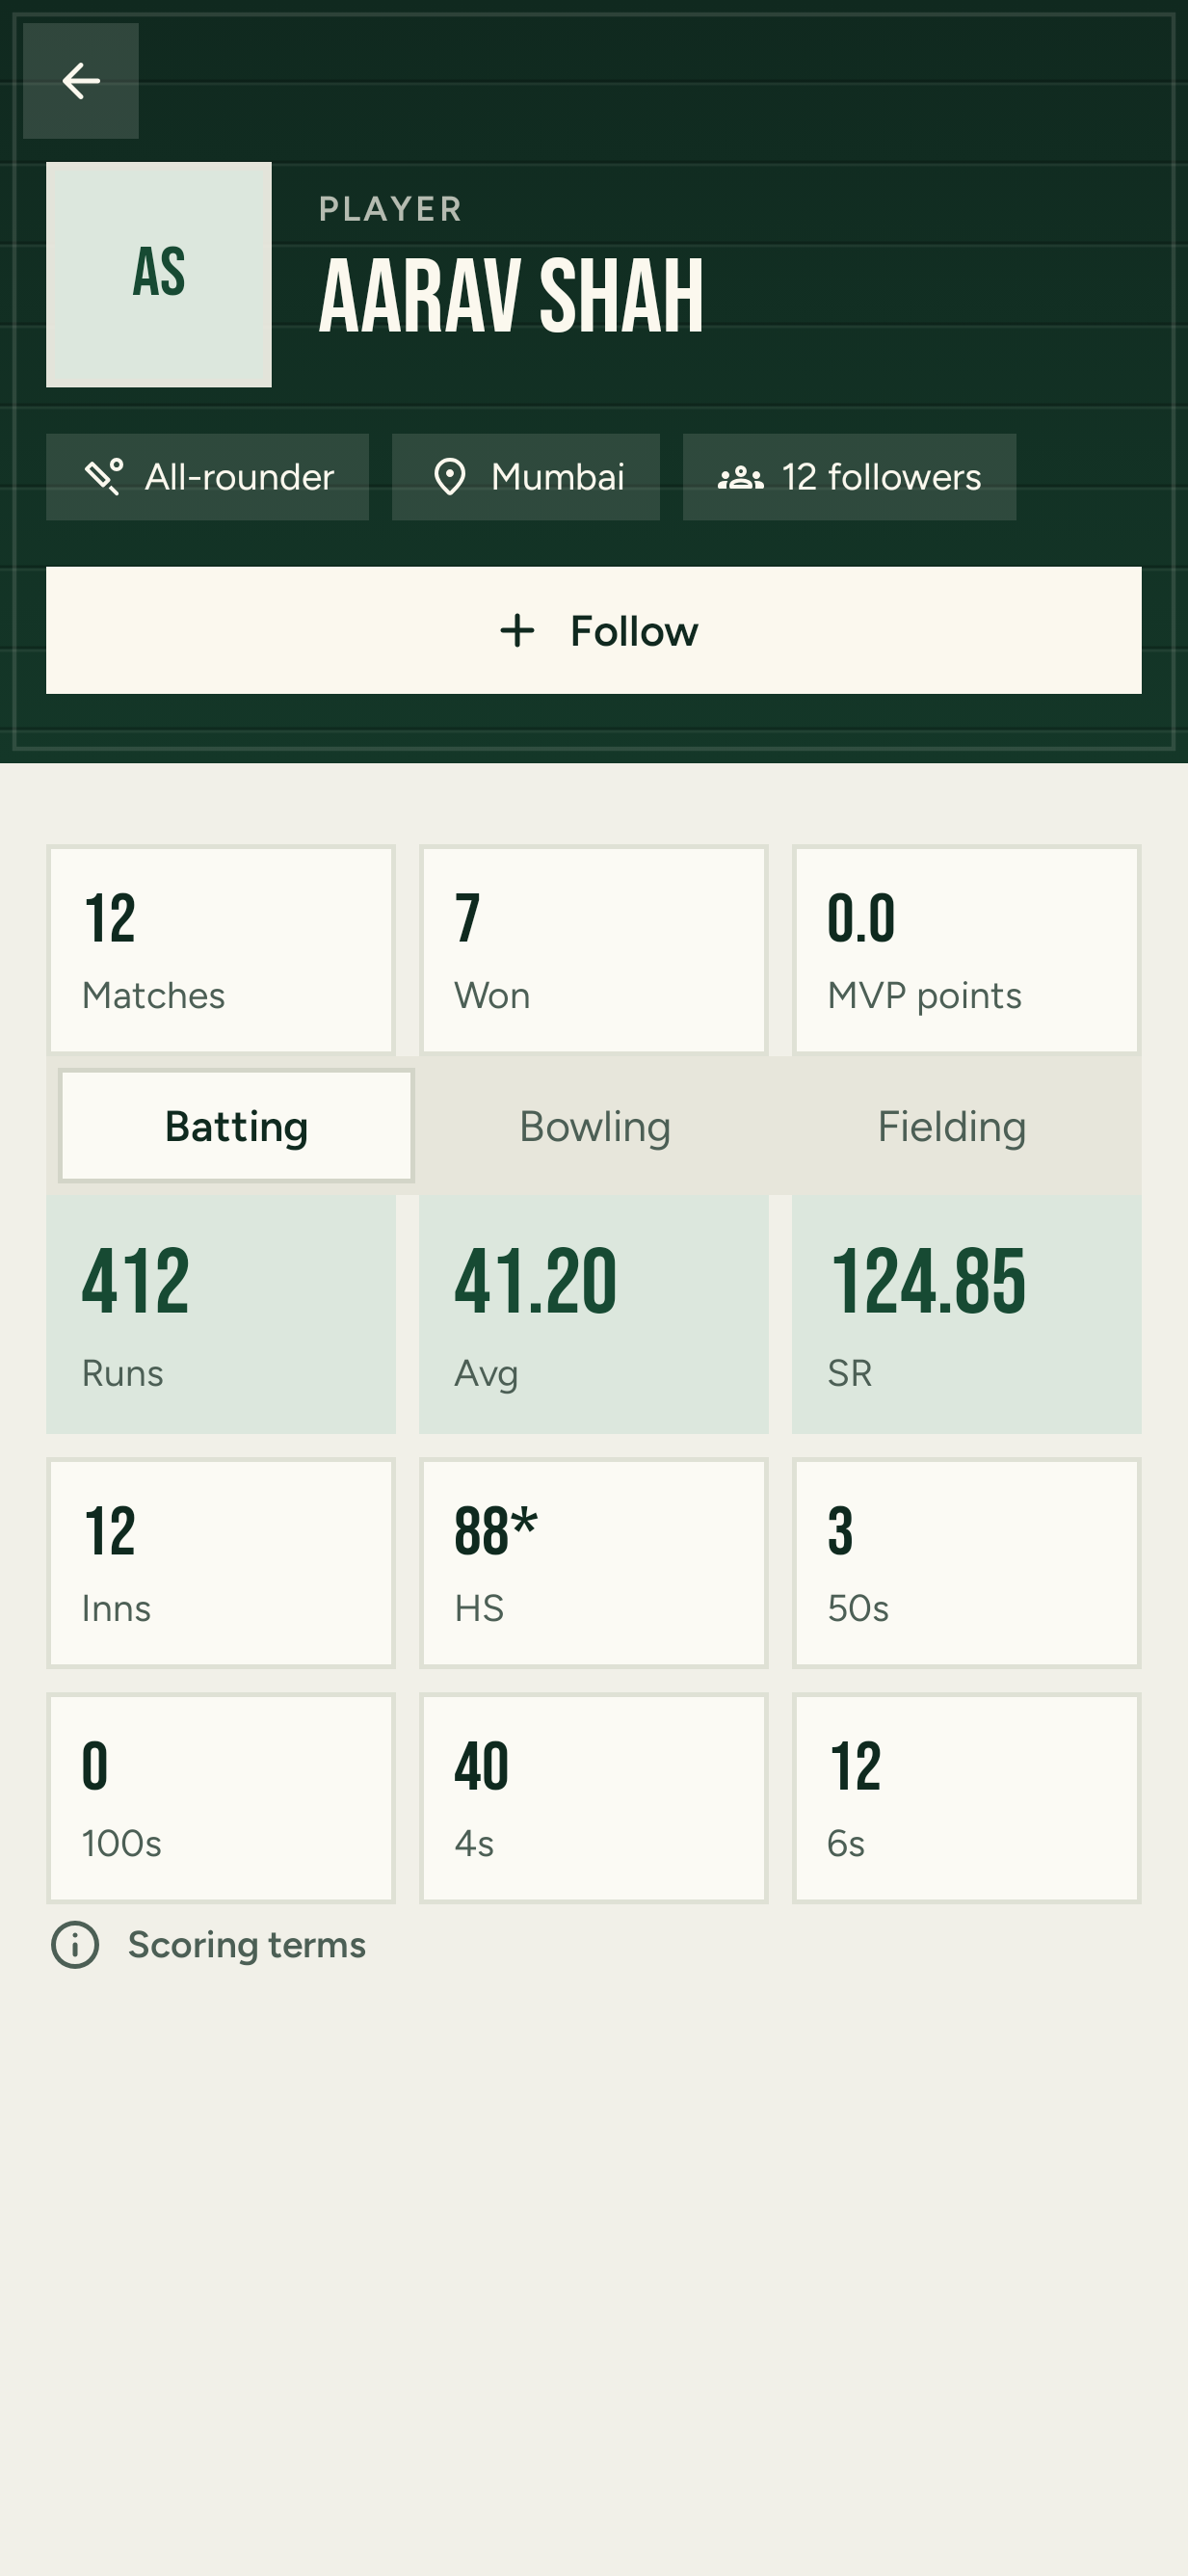 PLAYER
AS
AARAV SHAH
All-rounder
Mumbai
12 followers
Follow
12
7
0.0
Matches
Won
MVP points
Batting
Bowling
Fielding
412
41.20
124.85
Runs
Avg
SR
12
88*
3
Inns
HS
50s
0
40
12
100s
4s
6s
Scoring terms